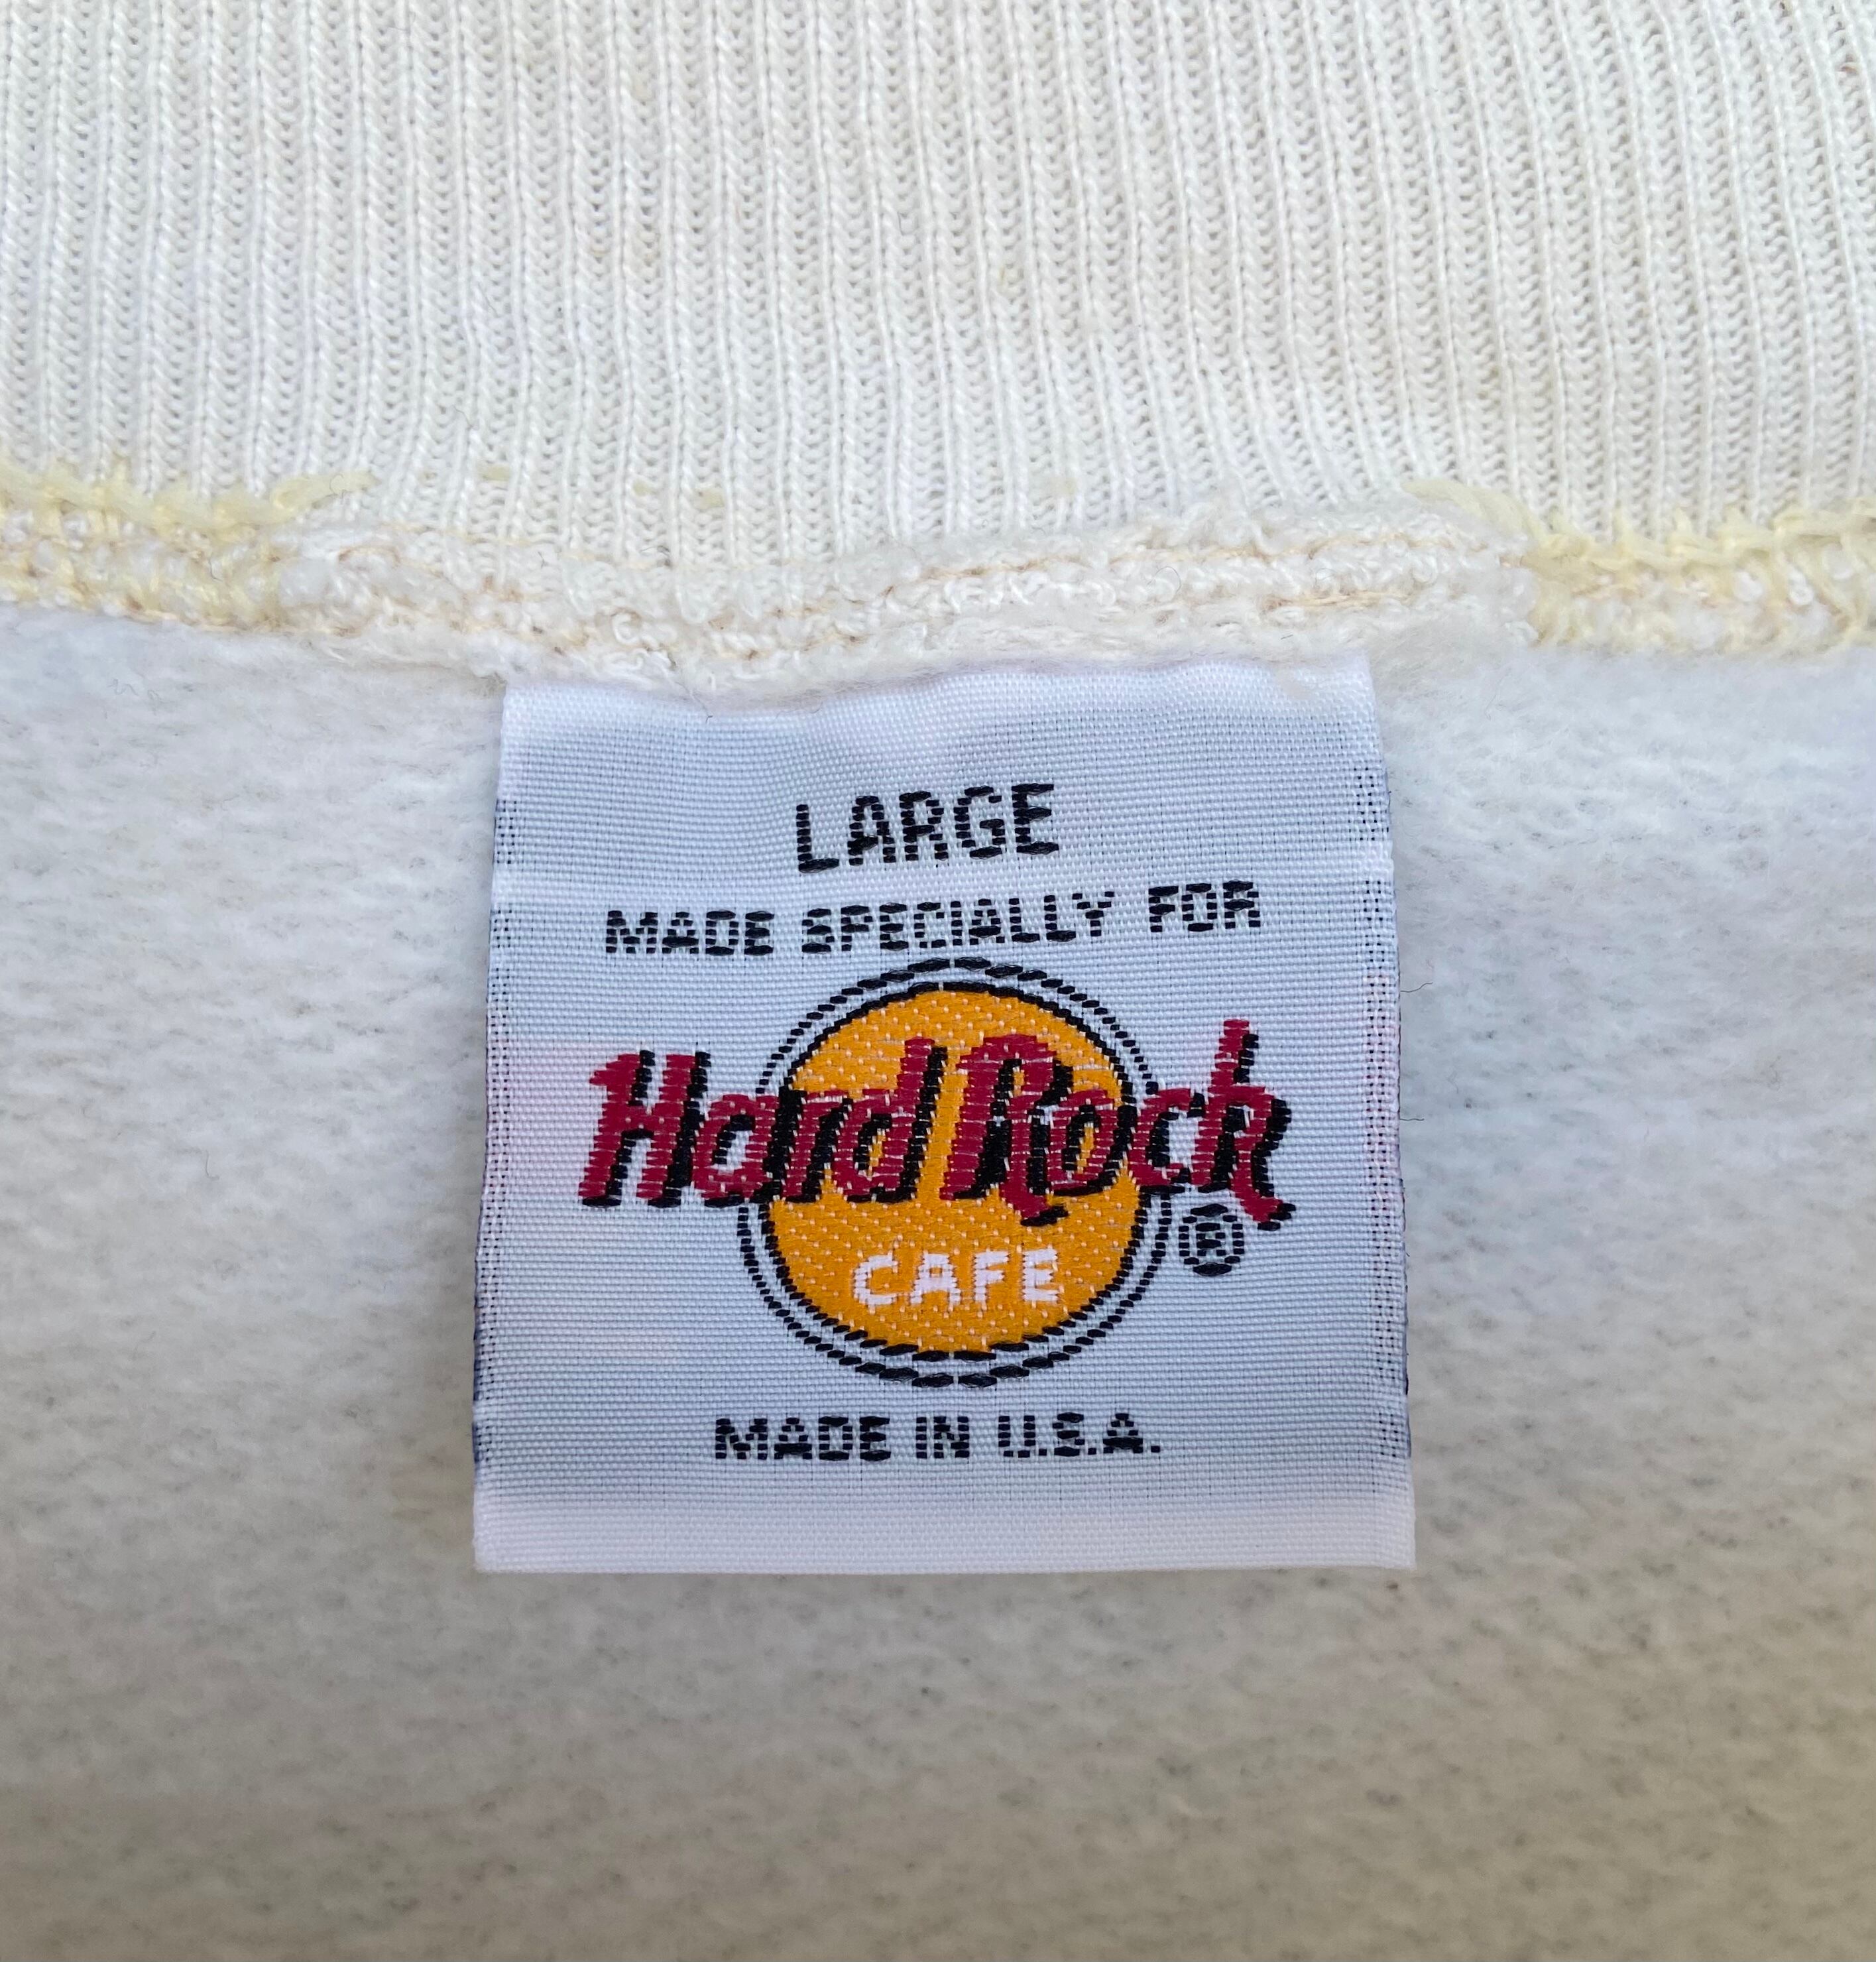 LARGE
MADE SPECIALLY FOR
Hard Rock
®
CAFE
MADE IN U.S.A.